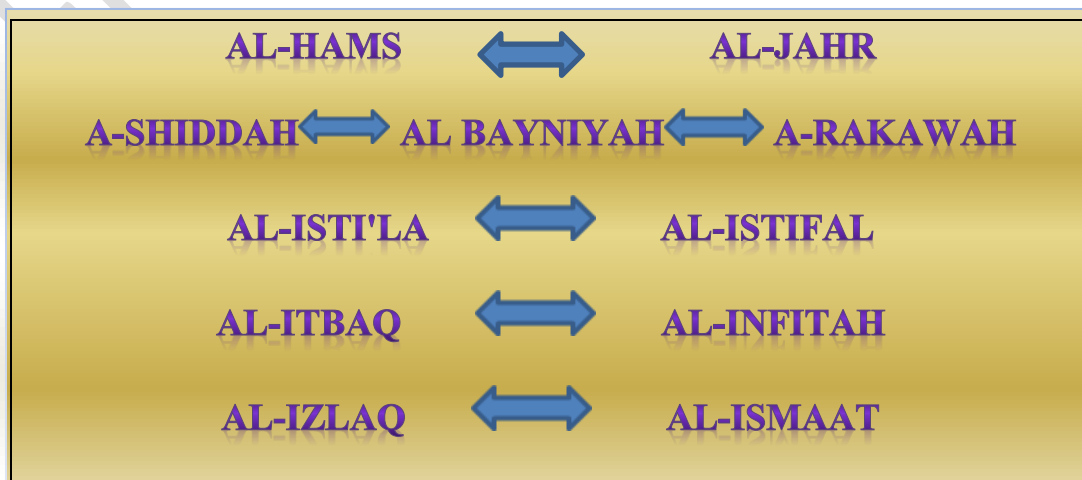 AL-HAMS AL-JAHR
A-SHIDDAH AL BAYNIYAH A-RAKAWAH
AL-ISTI'LA AL-ISTIFAL
AL-ITBAQ AL-INFITAH
AL-IZLAQ AL-ISMAAT